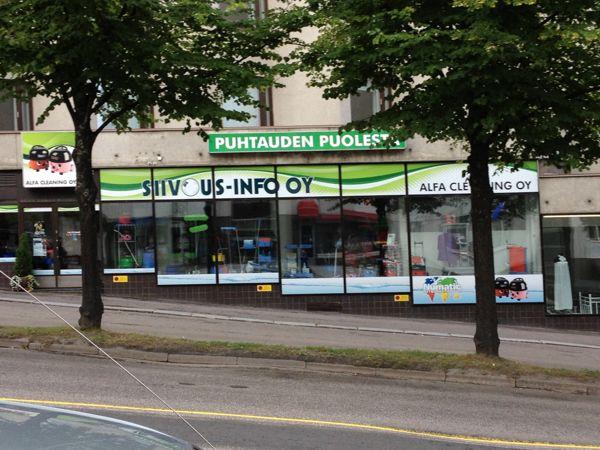 PUHTAUDEN PUOLESTA
SIIVOUS-INFO OY
ALFA CLEANING OY
ALFA CLEANING OY
Numatic